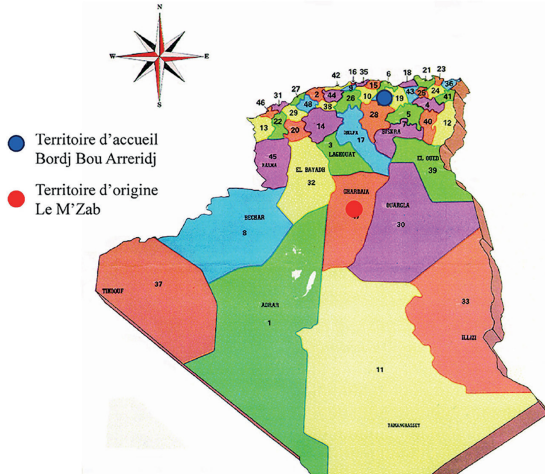 N
W E
S
Territoire d'accueil
Bordj Bou Arreridj
Territoire d'origine
Le M'Zab
42 16 35 6 18 21 23
31 27 2 44 9 15 43 25 24 36
46 48 38 26 10 19 4 41
13 22 29 20 14 28 5 7 40 12
DJELFA
17
BISKRA
3
LAGHOUAT
45
NAAMA
EL BAYADH
32
EL OUED
39
GHARDAIA
OUARGLA
30
BECHAR
8
TINDOUF
37
ADRAR
1
33
ILLIZI
11
TAMANGHASSET